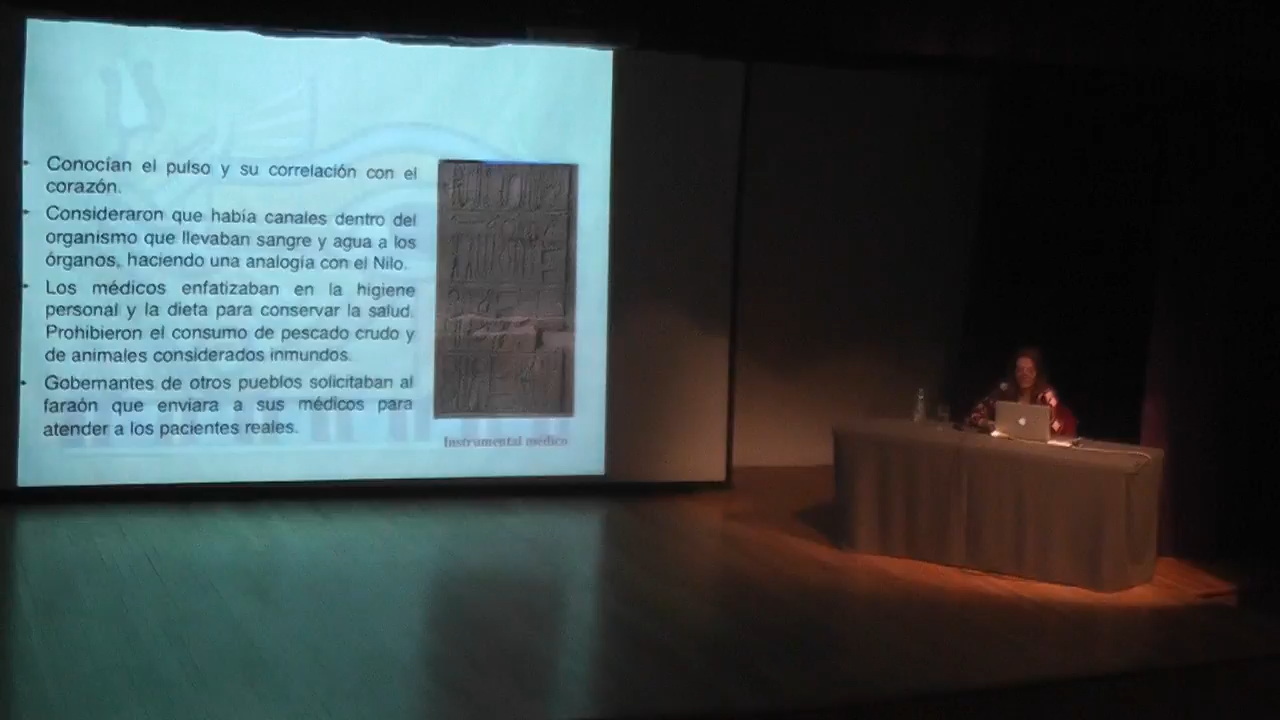 • Conocían el pulso y su correlación con el
corazón.
• Consideraron que había canales dentro del
organismo que llevaban sangre y agua a los
órganos, haciendo una analogía con el Nilo.
• Los médicos enfatizaban en la higiene
personal y la dieta para conservar la salud.
Prohibieron el consumo de pescado crudo y
de animales considerados inmundos.
• Gobernantes de otros pueblos solicitaban al
faraón que enviara a sus médicos para
atender a los pacientes reales.
Instrumental médico